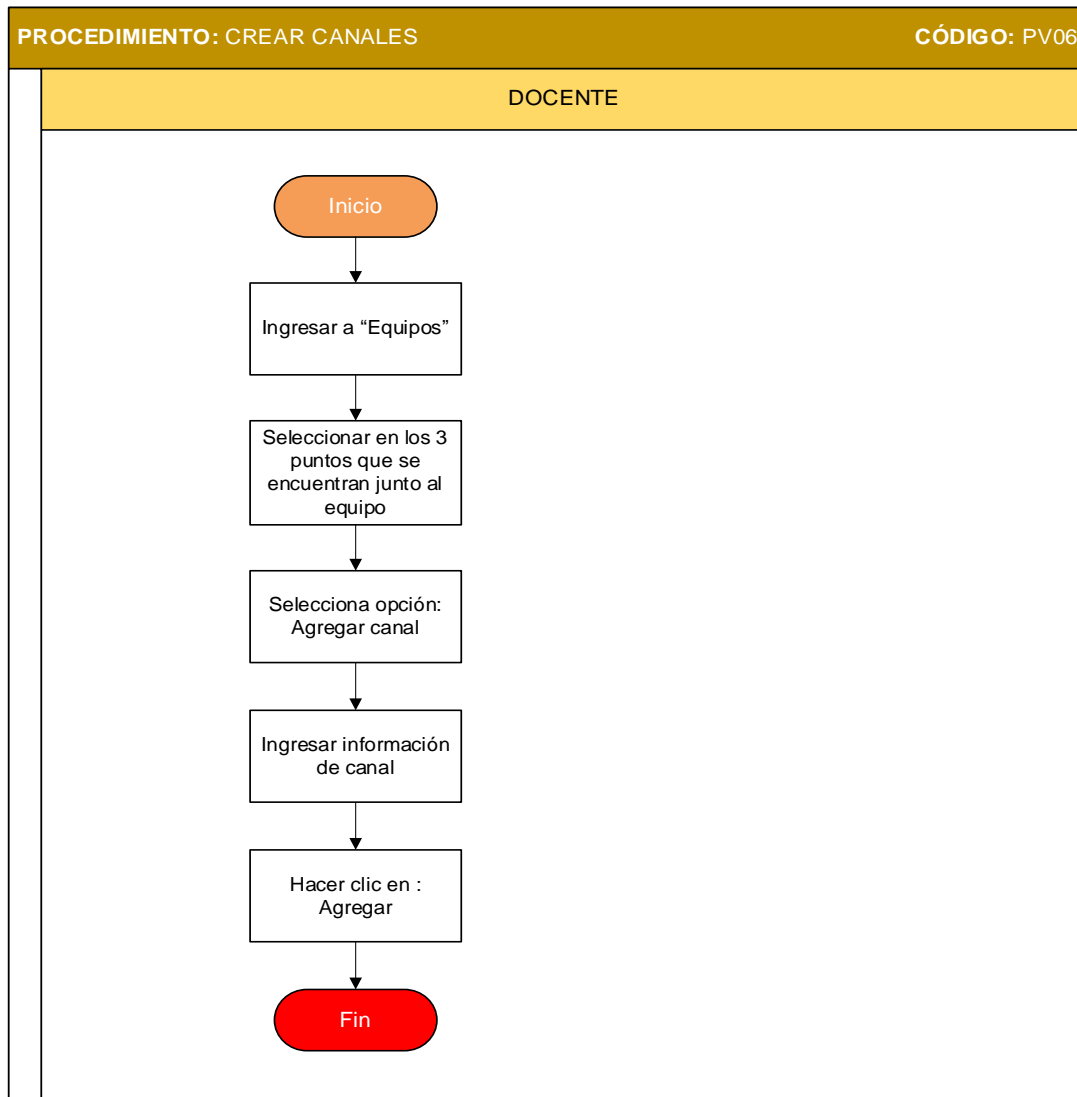 PROCEDIMIENTO: CREAR CANALES CÓDIGO: PV06
DOCENTE
Inicio
Ingresar a “Equipos”
Seleccionar en los 3
puntos que se
encuentran junto al
equipo
Selecciona opción:
Agregar canal
Ingresar información
de canal
Hacer clic en :
Agregar
Fin